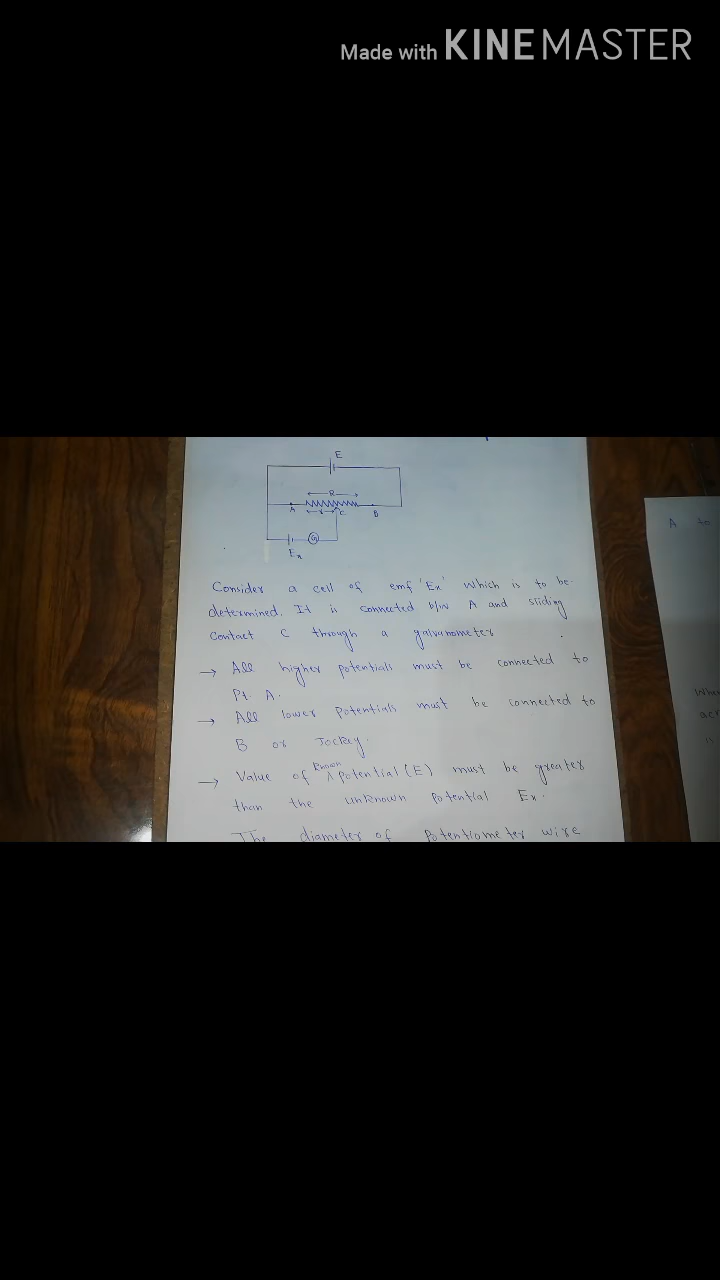 Made with KINEMASTER
E
R
A r C B
G
Ex
Consider a cell of emf 'Ex' which is to be
determined. It is connected b/w A and sliding
contact C through a galvanometer
→ All higher potentials must be connected to
Pt. A.
→ All lower potentials must be connected to
B or Jockey.
→ Value of Known potential (E) must be greater
than the unknown potential Ex.
The diameter of Potentiometer wire
A to